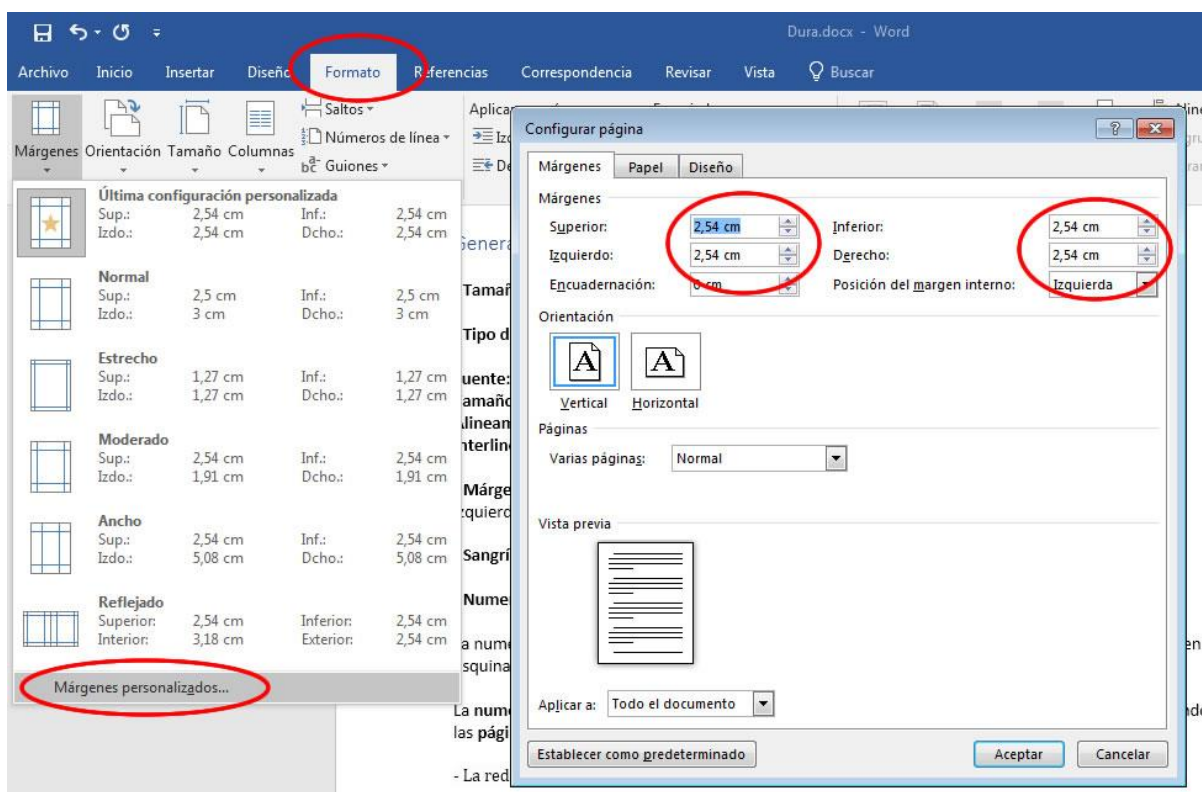 Dura.docx - Word
Archivo Inicio Insertar Diseño Formato Referencias Correspondencia Revisar Vista Buscar
Márgenes Orientación Tamaño Columnas
Saltos
Números de línea
Guiones
Última configuración personalizada
Sup.: 2,54 cm Inf.: 2,54 cm
Izdo.: 2,54 cm Dcho.: 2,54 cm
Normal
Sup.: 2,5 cm Inf.: 2,5 cm
Izdo.: 3 cm Dcho.: 3 cm
Estrecho
Sup.: 1,27 cm Inf.: 1,27 cm
Izdo.: 1,27 cm Dcho.: 1,27 cm
Moderado
Sup.: 2,54 cm Inf.: 2,54 cm
Izdo.: 1,91 cm Dcho.: 1,91 cm
Ancho
Sup.: 2,54 cm Inf.: 2,54 cm
Izdo.: 5,08 cm Dcho.: 5,08 cm
Reflejado
Superior: 2,54 cm Inferior: 2,54 cm
Interior: 3,18 cm Exterior: 2,54 cm
Márgenes personalizados...
La
las
- La
Configurar página
Márgenes Papel Diseño
Márgenes
Superior: 2,54 cm Inferior: 2,54 cm
Izquierdo: 2,54 cm Derecho: 2,54 cm
Encuadernación: 0 cm Posición del margen interno: Izquierda
Orientación
Vertical Horizontal
Páginas
Varias páginas: Normal
Vista previa
Aplicar a: Todo el documento
Establecer como predeterminado Aceptar Cancelar